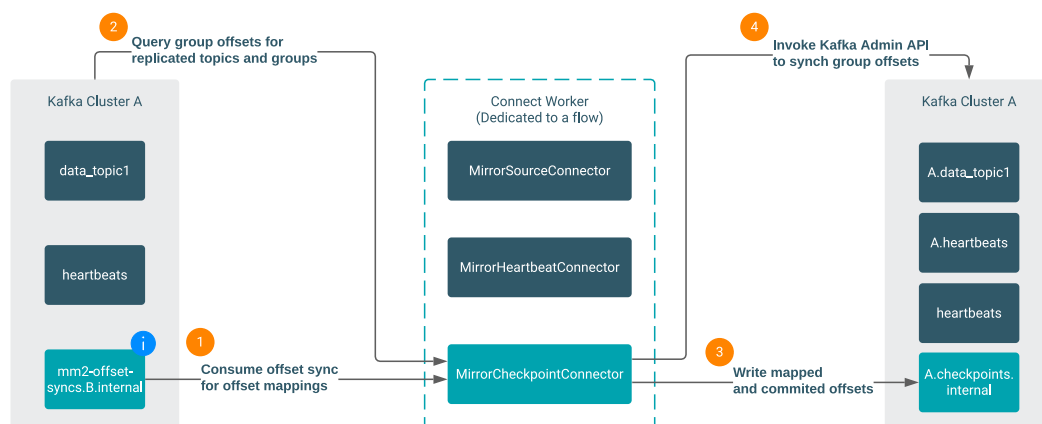 2
Query group offsets for
replicated topics and groups
4
Invoke Kafka Admin API
to synch group offsets
Kafka Cluster A
data_topic1
heartbeats
i
mm2-offset-
syncs.B.internal
1
Consume offset sync
for offset mappings
Connect Worker
(Dedicated to a flow)
MirrorSourceConnector
MirrorHeartbeatConnector
MirrorCheckpointConnector
3
Write mapped
and commited offsets
Kafka Cluster A
A.data_topic1
A.heartbeats
heartbeats
A.checkpoints.
internal